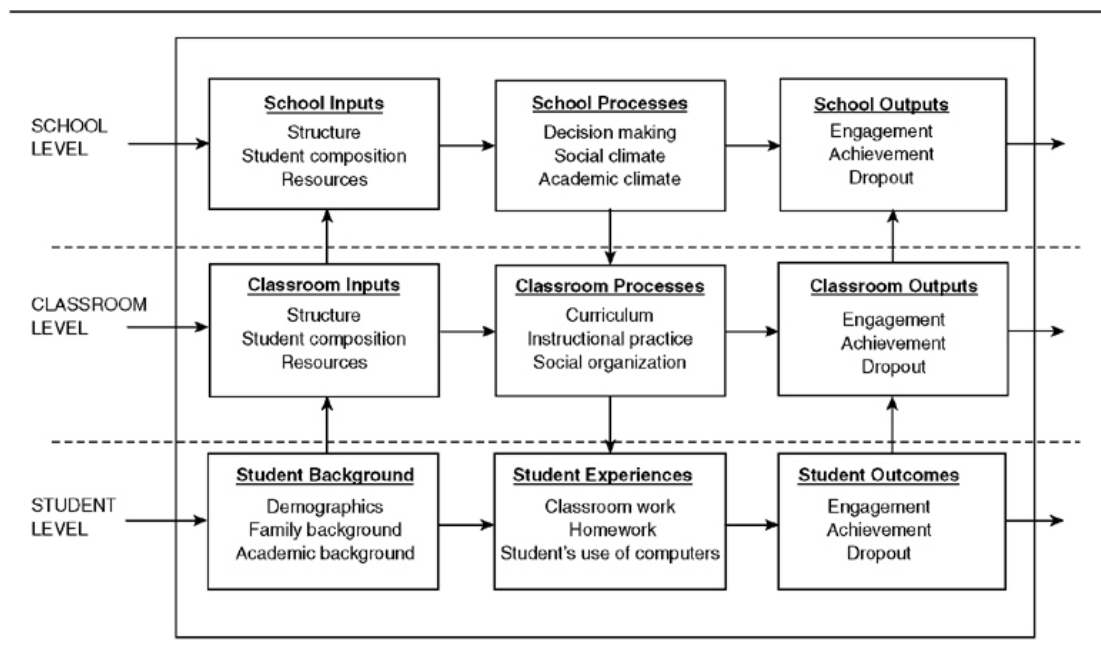 SCHOOL
LEVEL
School Inputs
Structure
Student composition
Resources
School Processes
Decision making
Social climate
Academic climate
School Outputs
Engagement
Achievement
Dropout
CLASSROOM
LEVEL
Classroom Inputs
Structure
Student composition
Resources
Classroom Processes
Curriculum
Instructional practice
Social organization
Classroom Outputs
Engagement
Achievement
Dropout
STUDENT
LEVEL
Student Background
Demographics
Family background
Academic background
Student Experiences
Classroom work
Homework
Student's use of computers
Student Outcomes
Engagement
Achievement
Dropout